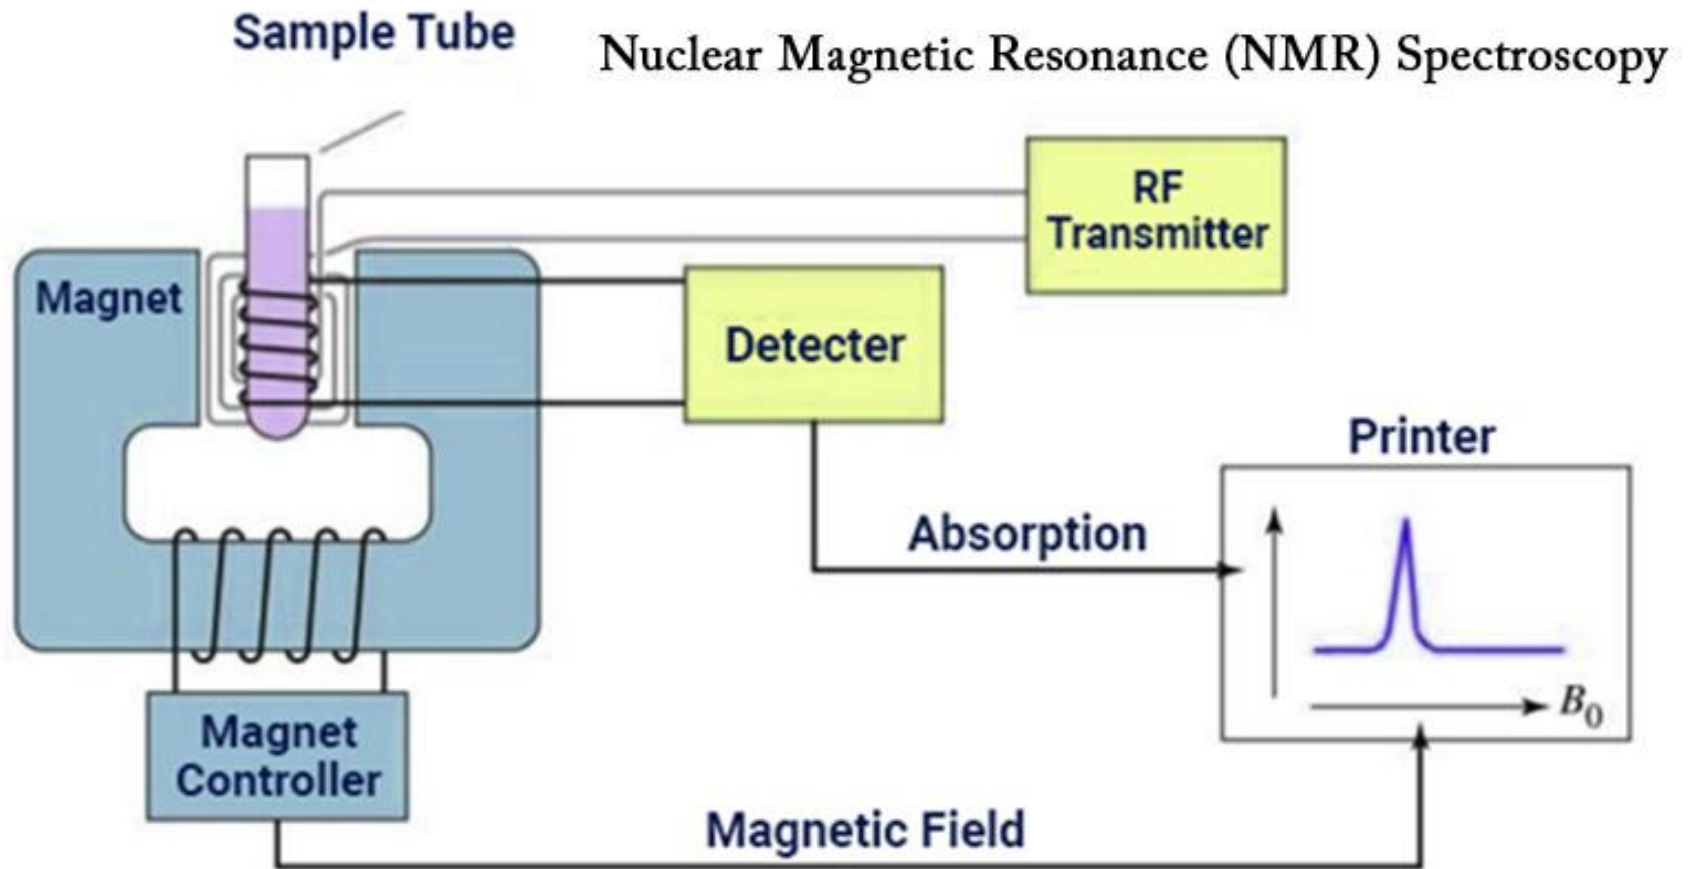 Sample Tube
Nuclear Magnetic Resonance (NMR) Spectroscopy
RF
Transmitter
Magnet
Detecter
Printer
Absorption
B0
Magnet
Controller
Magnetic Field